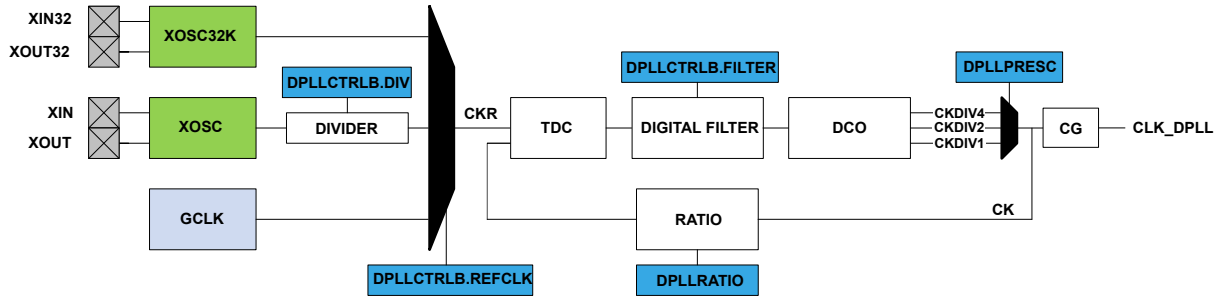 XIN32
XOUT32
XOSC32K
DPLLCTRLB.DIV
DPLLCTRLB.FILTER
DPLLPRESC
XIN
XOUT
XOSC
DIVIDER
CKR
TDC
DIGITAL FILTER
DCO
CKDIV4
CKDIV2
CKDIV1
CG
CLK_DPLL
GCLK
RATIO
CK
DPLLCTRLB.REFCLK
DPLLRATIO